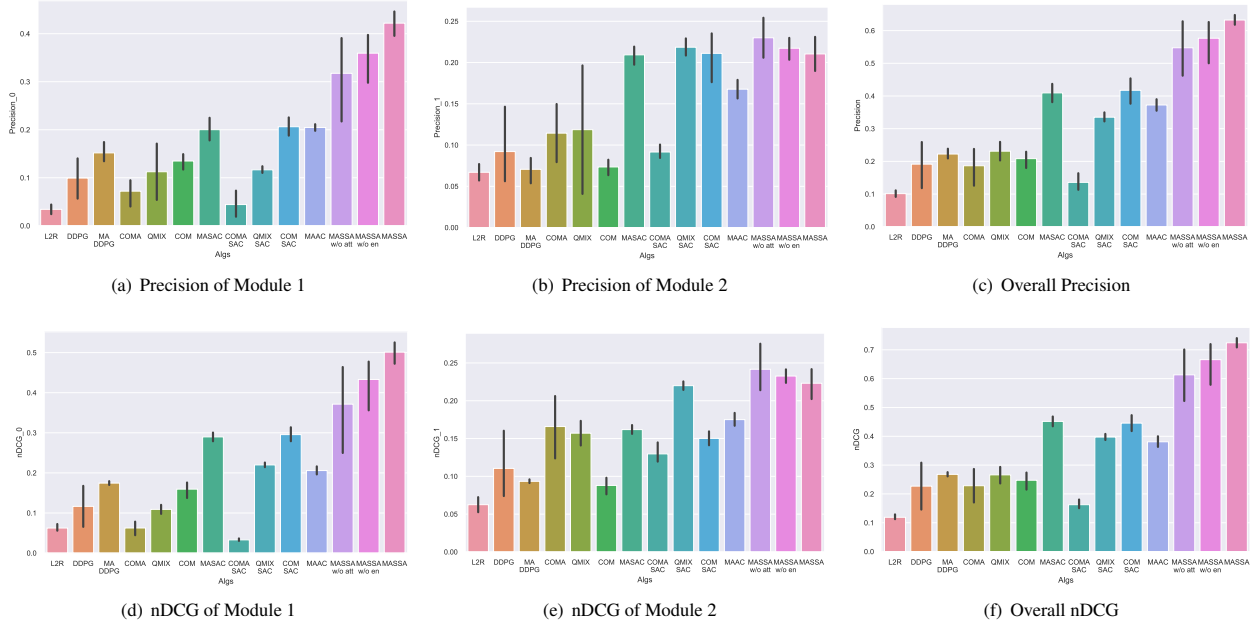 0.4
0.3
0.2
0.1
0.0
Precision_0
L2R DDPG MA DDPG COMA QMIX COM MASAC COMA SAC QMIX SAC COM SAC MAAC MASSA w/o att MASSA w/o en MASSA
Algs
(a) Precision of Module 1
0.25
0.20
0.15
0.10
0.05
0.00
Precision_1
L2R DDPG MA DDPG COMA QMIX COM MASAC COMA SAC QMIX SAC COM SAC MAAC MASSA w/o att MASSA w/o en MASSA
Algs
(b) Precision of Module 2
0.6
0.5
0.4
0.3
0.2
0.1
0.0
Precision
L2R DDPG MA DDPG COMA QMIX COM MASAC COMA SAC QMIX SAC COM SAC MAAC MASSA w/o att MASSA w/o en MASSA
Algs
(c) Overall Precision
0.5
0.4
0.3
0.2
0.1
0.0
nDCG_0
L2R DDPG MA DDPG COMA QMIX COM MASAC COMA SAC QMIX SAC COM SAC MAAC MASSA w/o att MASSA w/o en MASSA
Algs
(d) nDCG of Module 1
0.25
0.20
0.15
0.10
0.05
0.00
nDCG_1
L2R DDPG MA DDPG COMA QMIX COM MASAC COMA SAC QMIX SAC COM SAC MAAC MASSA w/o att MASSA w/o en MASSA
Algs
(e) nDCG of Module 2
0.7
0.6
0.5
0.4
0.3
0.2
0.1
0.0
nDCG
L2R DDPG MA DDPG COMA QMIX COM MASAC COMA SAC QMIX SAC COM SAC MAAC MASSA w/o att MASSA w/o en MASSA
Algs
(f) Overall nDCG